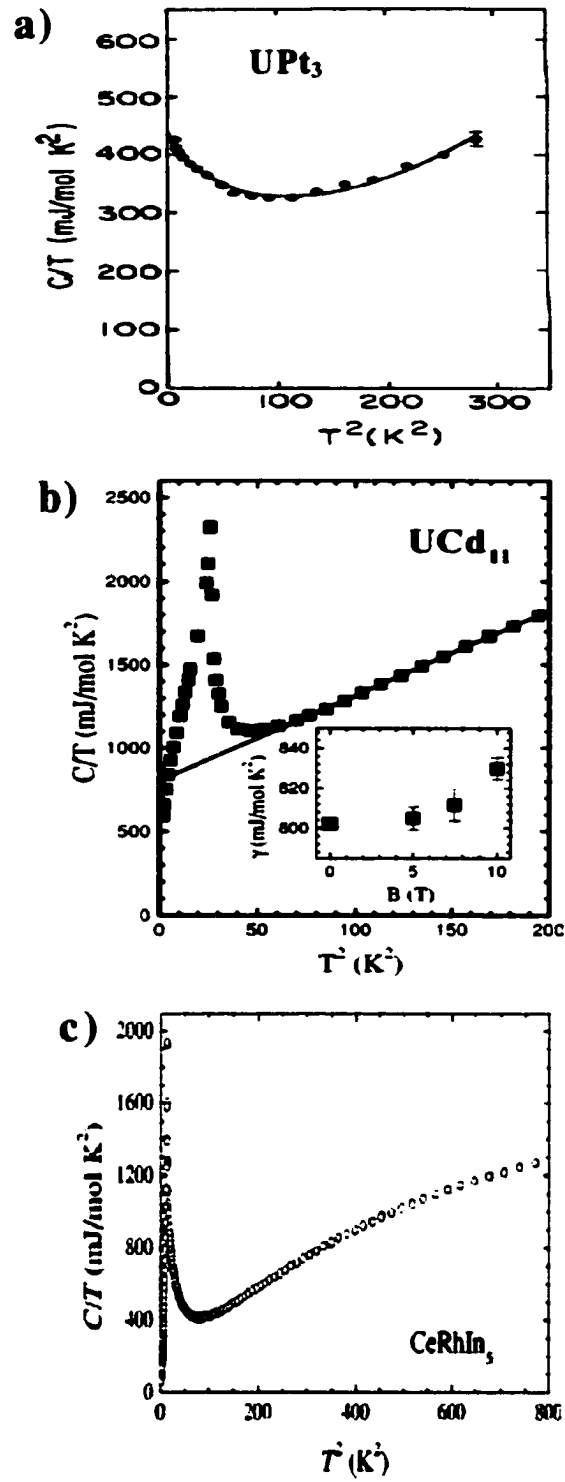 a)
UPt₃
600
500
400
300
200
100
0
C/T (mJ/mol K²)
0 100 200 300
T² (K²)
b)
UCd₁₁
2500
2000
1500
1000
500
0
C/T (mJ/mol K²)
840
820
800
γ (mJ/mol K²)
0 5 10
B (T)
0 50 100 150 200
T² (K²)
c)
2000
1600
1200
800
400
0
C/T (mJ/mol K²)
CeRhIn₅
0 200 400 600 800
T² (K²)